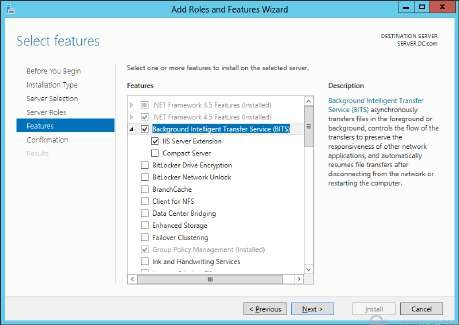 Add Roles and Features Wizard
Select features
DESTINATION SERVER
SERVER.DC.com
Before You Begin
Installation Type
Server Selection
Server Roles
Features
Confirmation
Results
Select one or more features to install on the selected server.
Features
.NET Framework 3.5 Features (Installed)
.NET Framework 4.5 Features (Installed)
Background Intelligent Transfer Service (BITS)
IIS Server Extension
Compact Server
BitLocker Drive Encryption
BitLocker Network Unlock
BranchCache
Client for NFS
Data Center Bridging
Enhanced Storage
Failover Clustering
Group Policy Management (Installed)
Ink and Handwriting Services
Description
Background Intelligent Transfer
Service (BITS) asynchronously
transfers files in the foreground or
background, controls the flow of the
transfers to preserve the
responsiveness of other network
applications, and automatically
resumes file transfers after
disconnecting from the network or
restarting the computer.
< Previous
Next >
Install
Cancel